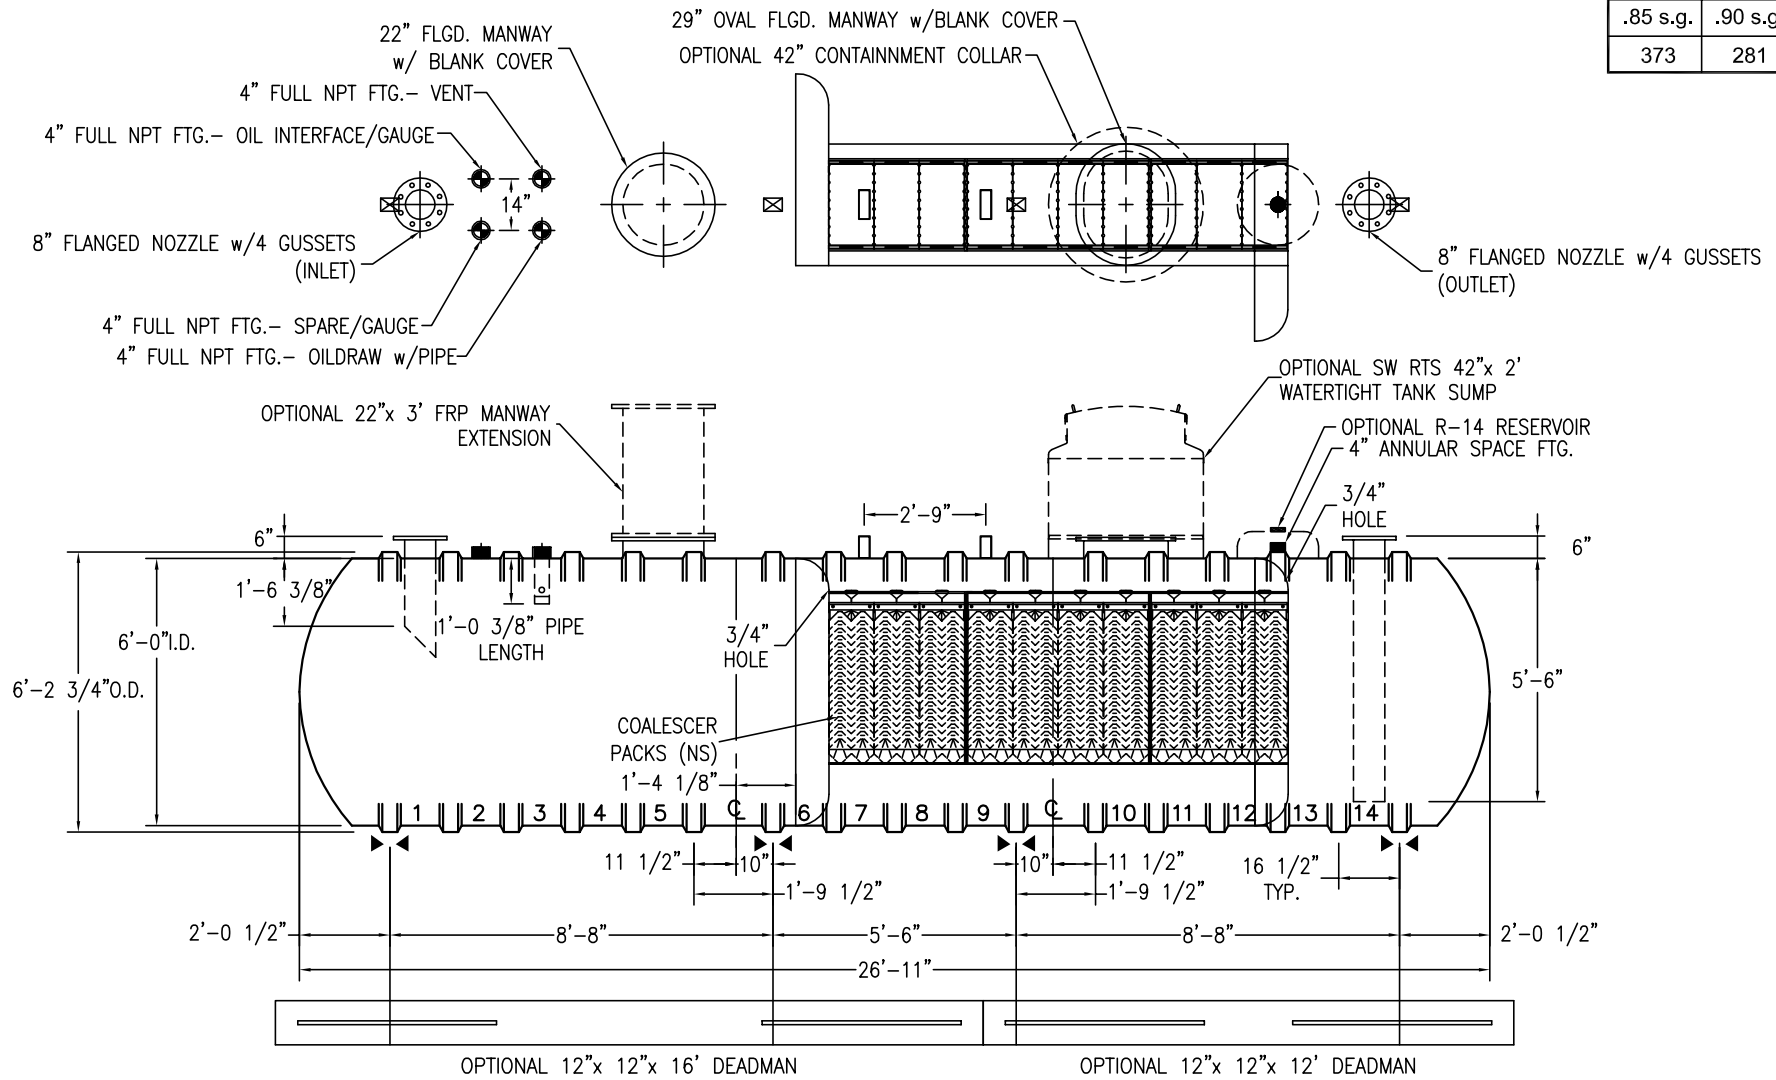 .85 s.g. .90 s.g
373 281
29" OVAL FLGD. MANWAY w/BLANK COVER
OPTIONAL 42" CONTAINNMENT COLLAR
22" FLGD. MANWAY
w/ BLANK COVER
4" FULL NPT FTG.- VENT
4" FULL NPT FTG.- OIL INTERFACE/GAUGE
14"
8" FLANGED NOZZLE w/4 GUSSETS
(INLET)
8" FLANGED NOZZLE w/4 GUSSETS
(OUTLET)
4" FULL NPT FTG.- SPARE/GAUGE
4" FULL NPT FTG.- OILDRAW w/PIPE
OPTIONAL SW RTS 42"x 2'
WATERTIGHT TANK SUMP
OPTIONAL 22"x 3' FRP MANWAY
EXTENSION
OPTIONAL R-14 RESERVOIR
4" ANNULAR SPACE FTG.
3/4"
HOLE
2'-9"
6"
6"
1'-6 3/8"
1'-0 3/8" PIPE
LENGTH
3/4"
HOLE
6'-0"I.D.
6'-2 3/4"O.D.
5'-6"
COALESCER
PACKS (NS)
1'-4 1/8"
1 2 3 4 5 ℄ 6 7 8 9 ℄ 10 11 12 13 14
11 1/2" 10" 10" 11 1/2" 16 1/2"
TYP.
1'-9 1/2" 1'-9 1/2"
2'-0 1/2" 8'-8" 5'-6" 8'-8" 2'-0 1/2"
26'-11"
OPTIONAL 12"x 12"x 16' DEADMAN OPTIONAL 12"x 12"x 12' DEADMAN